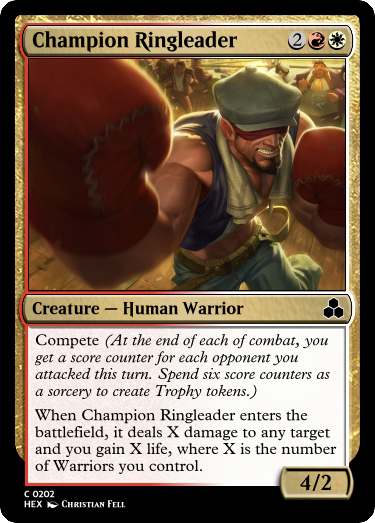 Champion Ringleader 2
Creature — Human Warrior
Compete (At the end of each of combat, you
get a score counter for each opponent you
attacked this turn. Spend six score counters as
a sorcery to create Trophy tokens.)
When Champion Ringleader enters the
battlefield, it deals X damage to any target
and you gain X life, where X is the number
of Warriors you control.
4/2
C 0202
HEX Christian Fell